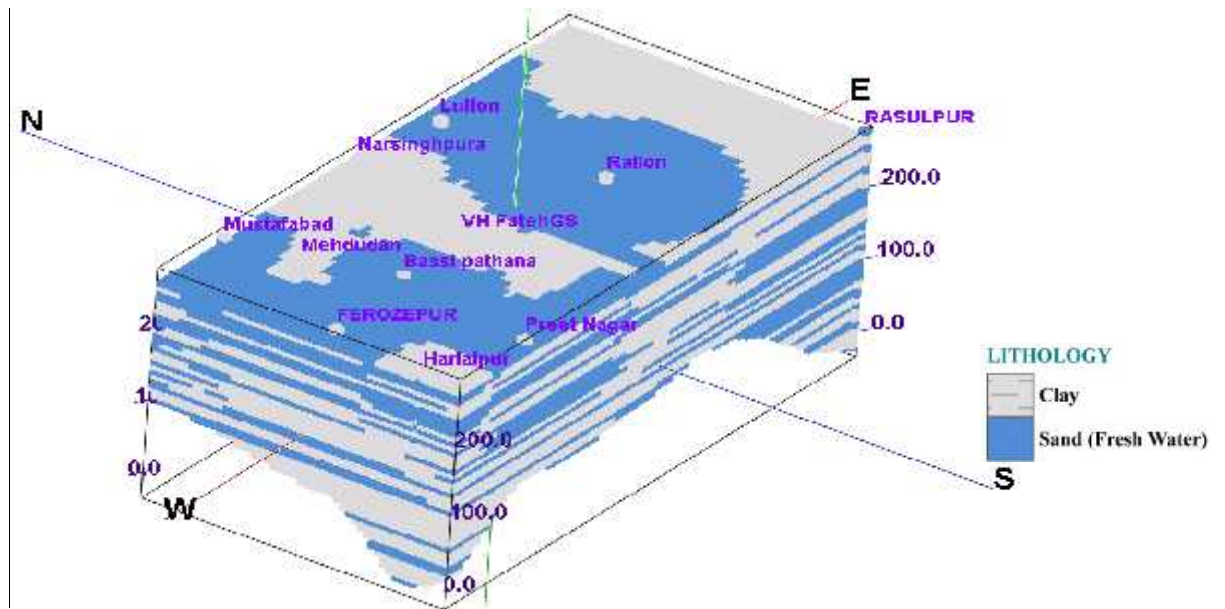 E
RASULPUR
N
Lullon
Narsinghpura
Rallon
200.0
Mustafabad
VH FatehGS
Mehdudan
Bassi pathana
100.0
FEROZEPUR
Preet Nagar
0.0
Harlalpur
LITHOLOGY
Clay
Sand (Fresh Water)
200.0
0.0
S
W
100.0
0.0